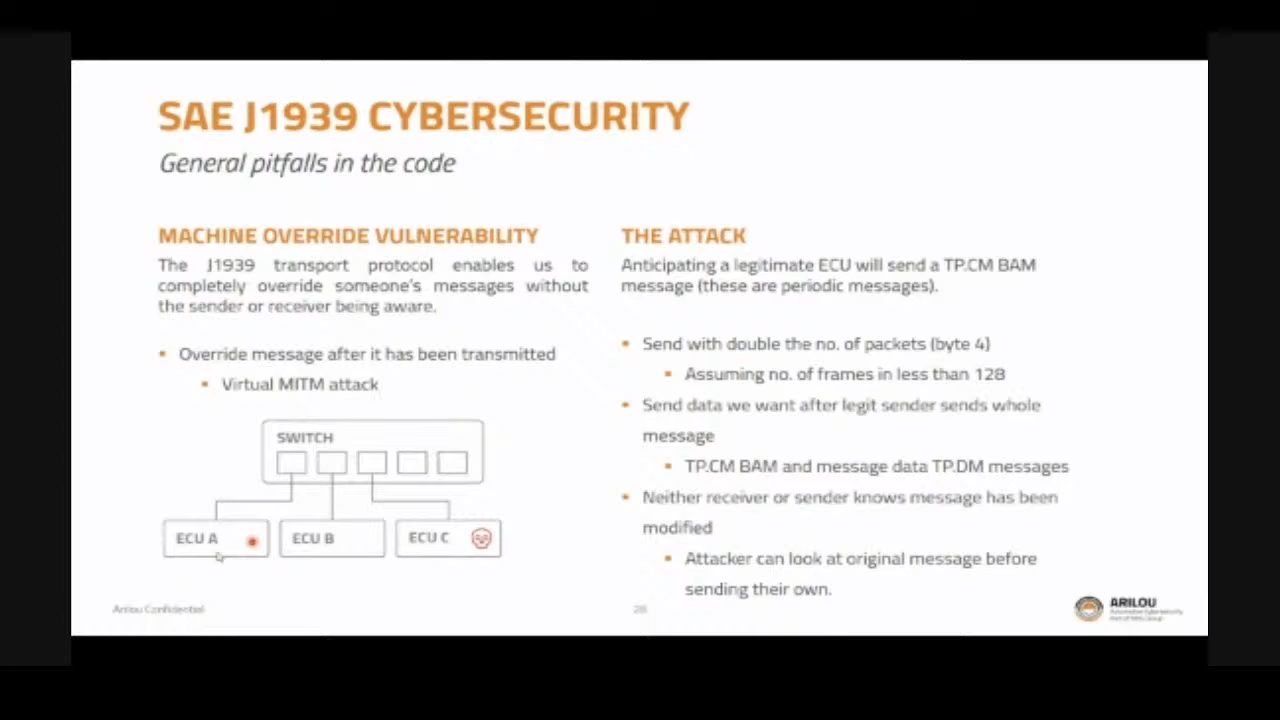 SAE J1939 CYBERSECURITY
General pitfalls in the code
MACHINE OVERRIDE VULNERABILITY
The J1939 transport protocol enables us to
completely override someone's messages without
the sender or receiver being aware.
Override message after it has been transmitted
Virtual MITM attack
SWITCH
ECU A
ECU B
ECU C
THE ATTACK
Anticipating a legitimate ECU will send a TP.CM BAM
message (these are periodic messages).
Send with double the no. of packets (byte 4)
Assuming no. of frames in less than 128
Send data we want after legit sender sends whole
message
TP.CM BAM and message data TP.DM messages
Neither receiver or sender knows message has been
modified
Attacker can look at original message before
sending their own.
Arilou Confidential
28
ARILOU
Automotive Cybersecurity